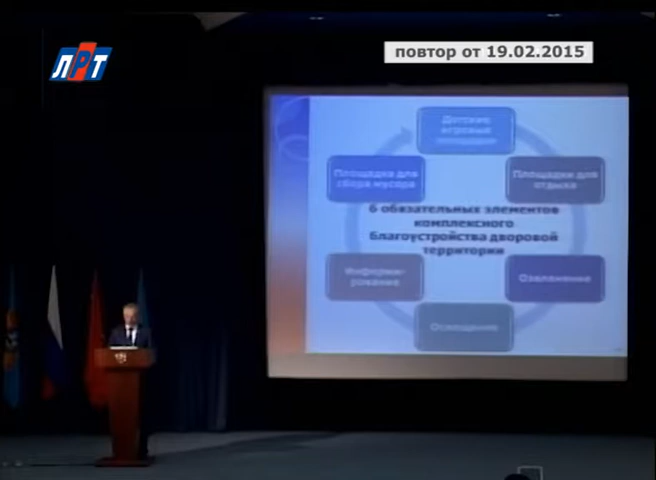 ЛРТ
повтор от 19.02.2015
Детские
игровые
площадки
Площадка для
сбора мусора
Площадки для
отдыха
6 обязательных элементов
комплексного
благоустройства дворовой
территории
Информи-
рование
Озеленение
Освещение